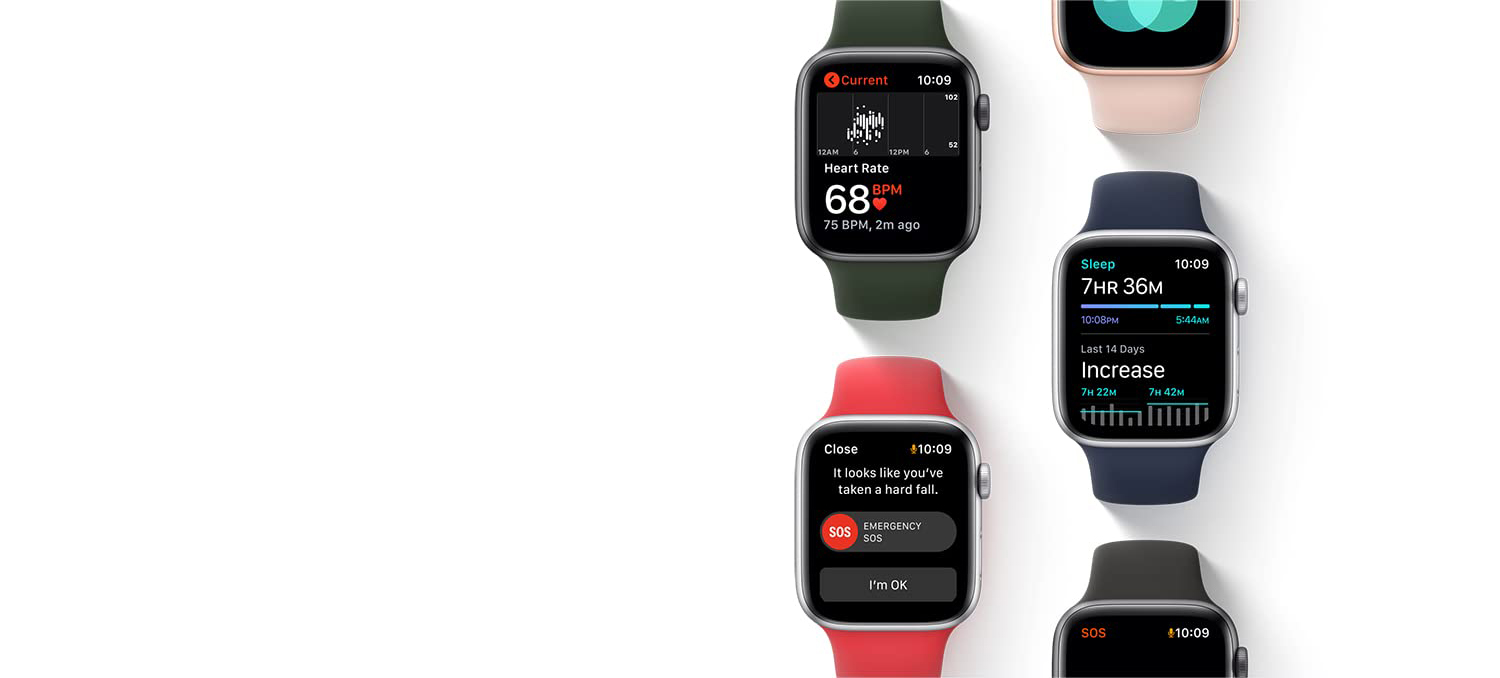 Current 10:09
102
52
12AM 6 12PM 6
Heart Rate
68 BPM
75 BPM, 2m ago
Close 10:09
It looks like you've
taken a hard fall.
SOS EMERGENCY
SOS
I'm OK
Sleep 10:09
7HR 36M
10:08PM 5:44AM
Last 14 Days
Increase
7H 22M 7H 42M
SOS 10:09